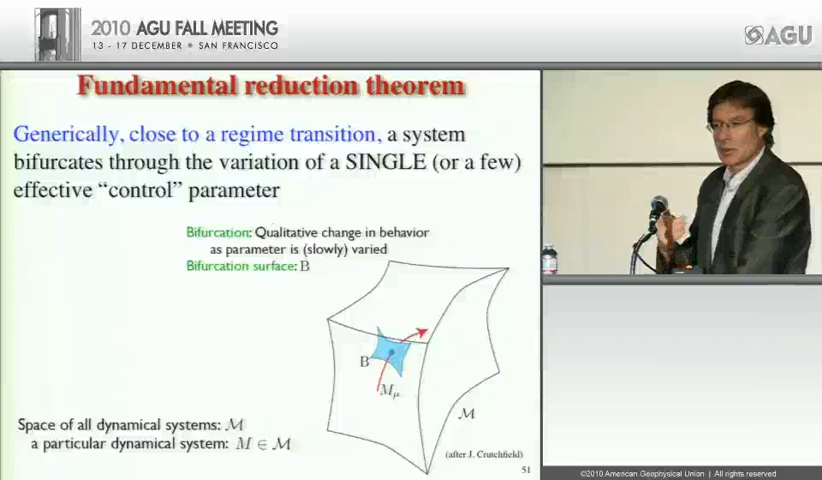 2010 AGU FALL MEETING
13 - 17 DECEMBER SAN FRANCISCO
AGU
Fundamental reduction theorem
Generically, close to a regime transition, a system
bifurcates through the variation of a SINGLE (or a few)
effective “control” parameter
Bifurcation: Qualitative change in behavior
as parameter is (slowly) varied
Bifurcation surface: B
B
Mμ
ℳ
Space of all dynamical systems: ℳ
a particular dynamical system: M ∈ ℳ
(after J. Crutchfield)
51
©2010 American Geophysical Union | All rights reserved